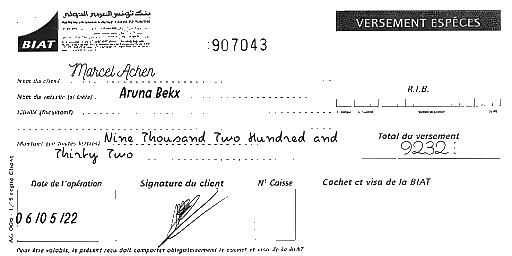 بنك تونس العربي الدولي
BIAT
:907043
VERSEMENT ESPÈCES
Nom du client Marcel Achen
Nom du remettant (si tiers) Aruna Bekx
R.I.B.
Libellé (facultatif)
Montant (en toutes lettres) Nine Thousand Two Hundred and
Thirty Two
Total du versement
9232
Date de l'opération
Signature du client
N° Caisse
Cachet et visa de la BIAT
06/05/22
Pour être valable, le présent reçu doit comporter obligatoirement le cachet et visa de la BIAT